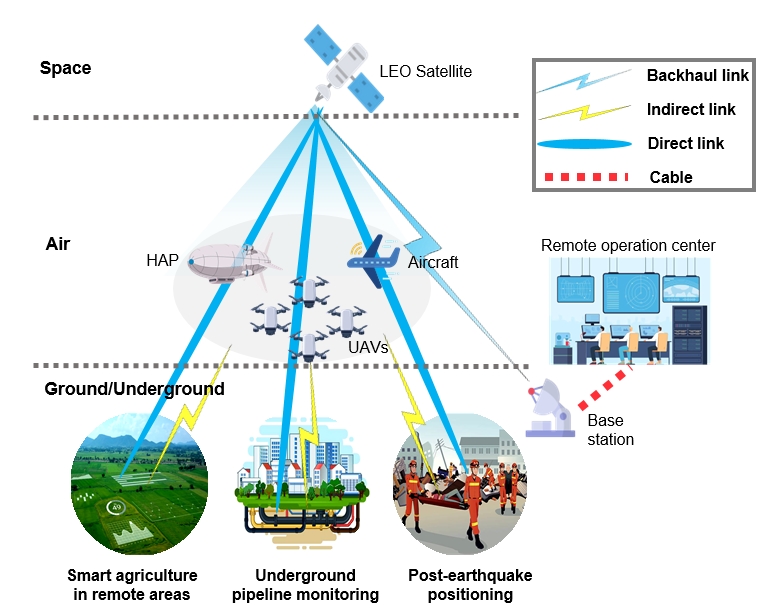 Space
LEO Satellite
Backhaul link
Indirect link
Direct link
Cable
Air
HAP
Aircraft
UAVs
Remote operation center
Ground/Underground
Base
station
Smart agriculture
in remote areas
Underground
pipeline monitoring
Post-earthquake
positioning